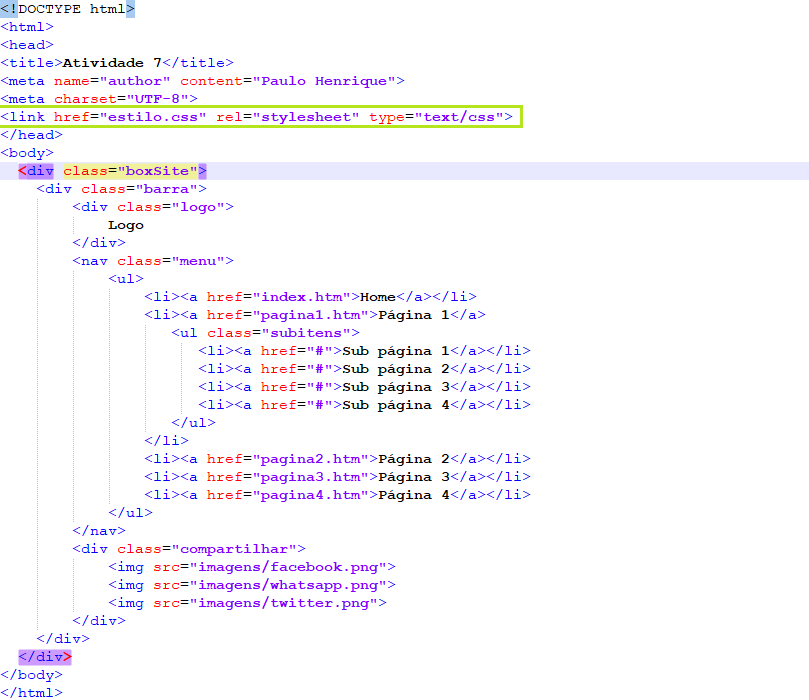 <!DOCTYPE html>
<html>
<head>
<title>Atividade 7</title>
<meta name="author" content="Paulo Henrique">
<meta charset="UTF-8">
<link href="estilo.css" rel="stylesheet" type="text/css">
</head>
<body>
<div class="boxSite">
<div class="barra">
<div class="logo">
Logo
</div>
<nav class="menu">
<ul>
<li><a href="index.htm">Home</a></li>
<li><a href="pagina1.htm">Página 1</a>
<ul class="subitens">
<li><a href="#">Sub página 1</a></li>
<li><a href="#">Sub página 2</a></li>
<li><a href="#">Sub página 3</a></li>
<li><a href="#">Sub página 4</a></li>
</ul>
</li>
<li><a href="pagina2.htm">Página 2</a></li>
<li><a href="pagina3.htm">Página 3</a></li>
<li><a href="pagina4.htm">Página 4</a></li>
</ul>
</nav>
<div class="compartilhar">
<img src="imagens/facebook.png">
<img src="imagens/whatsapp.png">
<img src="imagens/twitter.png">
</div>
</div>
</div>
</body>
</html>